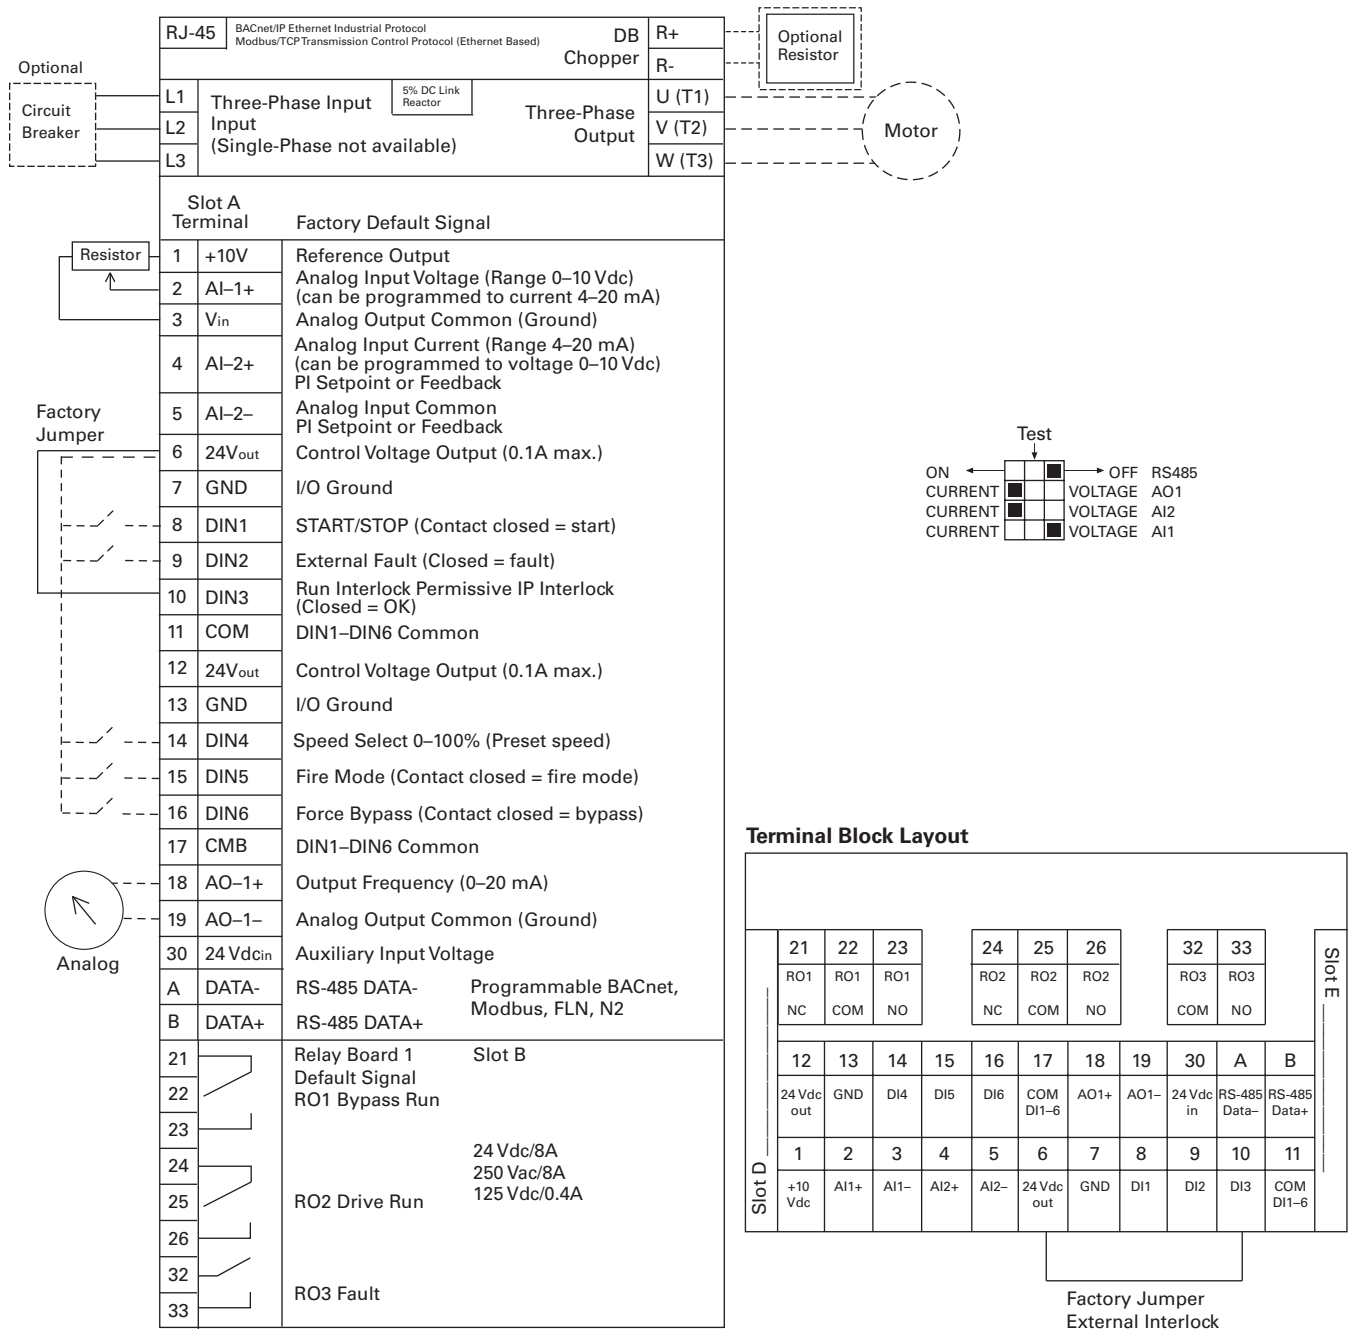 RJ-45
BACnet/IP Ethernet Industrial Protocol
Modbus/TCP Transmission Control Protocol (Ethernet Based)
DB
Chopper
R+
R-
Optional
Resistor
Optional
Circuit
Breaker
L1
L2
L3
Three-Phase Input
Input
(Single-Phase not available)
5% DC Link
Reactor
Three-Phase
Output
U (T1)
V (T2)
W (T3)
Motor
Slot A
Terminal
Factory Default Signal
Resistor
1 +10V Reference Output
2 AI–1+ Analog Input Voltage (Range 0–10 Vdc)
(can be programmed to current 4–20 mA)
3 Vin Analog Output Common (Ground)
4 AI–2+ Analog Input Current (Range 4–20 mA)
(can be programmed to voltage 0–10 Vdc)
PI Setpoint or Feedback
5 AI–2– Analog Input Common
PI Setpoint or Feedback
Factory
Jumper
6 24Vout Control Voltage Output (0.1A max.)
7 GND I/O Ground
8 DIN1 START/STOP (Contact closed = start)
9 DIN2 External Fault (Closed = fault)
10 DIN3 Run Interlock Permissive IP Interlock
(Closed = OK)
11 COM DIN1–DIN6 Common
12 24Vout Control Voltage Output (0.1A max.)
13 GND I/O Ground
14 DIN4 Speed Select 0–100% (Preset speed)
15 DIN5 Fire Mode (Contact closed = fire mode)
16 DIN6 Force Bypass (Contact closed = bypass)
17 CMB DIN1–DIN6 Common
18 AO–1+ Output Frequency (0–20 mA)
19 AO–1– Analog Output Common (Ground)
Analog
30 24 Vdcin Auxiliary Input Voltage
A DATA- RS-485 DATA-
B DATA+ RS-485 DATA+
Programmable BACnet,
Modbus, FLN, N2
21
22
23
24
25
26
32
33
Relay Board 1
Default Signal
RO1 Bypass Run
Slot B
24 Vdc/8A
250 Vac/8A
125 Vdc/0.4A
RO2 Drive Run
RO3 Fault
Test
ON OFF RS485
CURRENT VOLTAGE AO1
CURRENT VOLTAGE AI2
CURRENT VOLTAGE AI1
Terminal Block Layout
Slot D
Slot E
21 22 23 24 25 26 32 33
RO1 RO1 RO1 RO2 RO2 RO2 RO3 RO3
NC COM NO NC COM NO COM NO
12 13 14 15 16 17 18 19 30 A B
24 Vdc GND DI4 DI5 DI6 COM AO1+ AO1– 24 Vdc RS-485 RS-485
out DI1–6 in Data– Data+
1 2 3 4 5 6 7 8 9 10 11
+10 AI1+ AI1– AI2+ AI2– 24 Vdc GND DI1 DI2 DI3 COM
Vdc out DI1–6
Factory Jumper
External Interlock